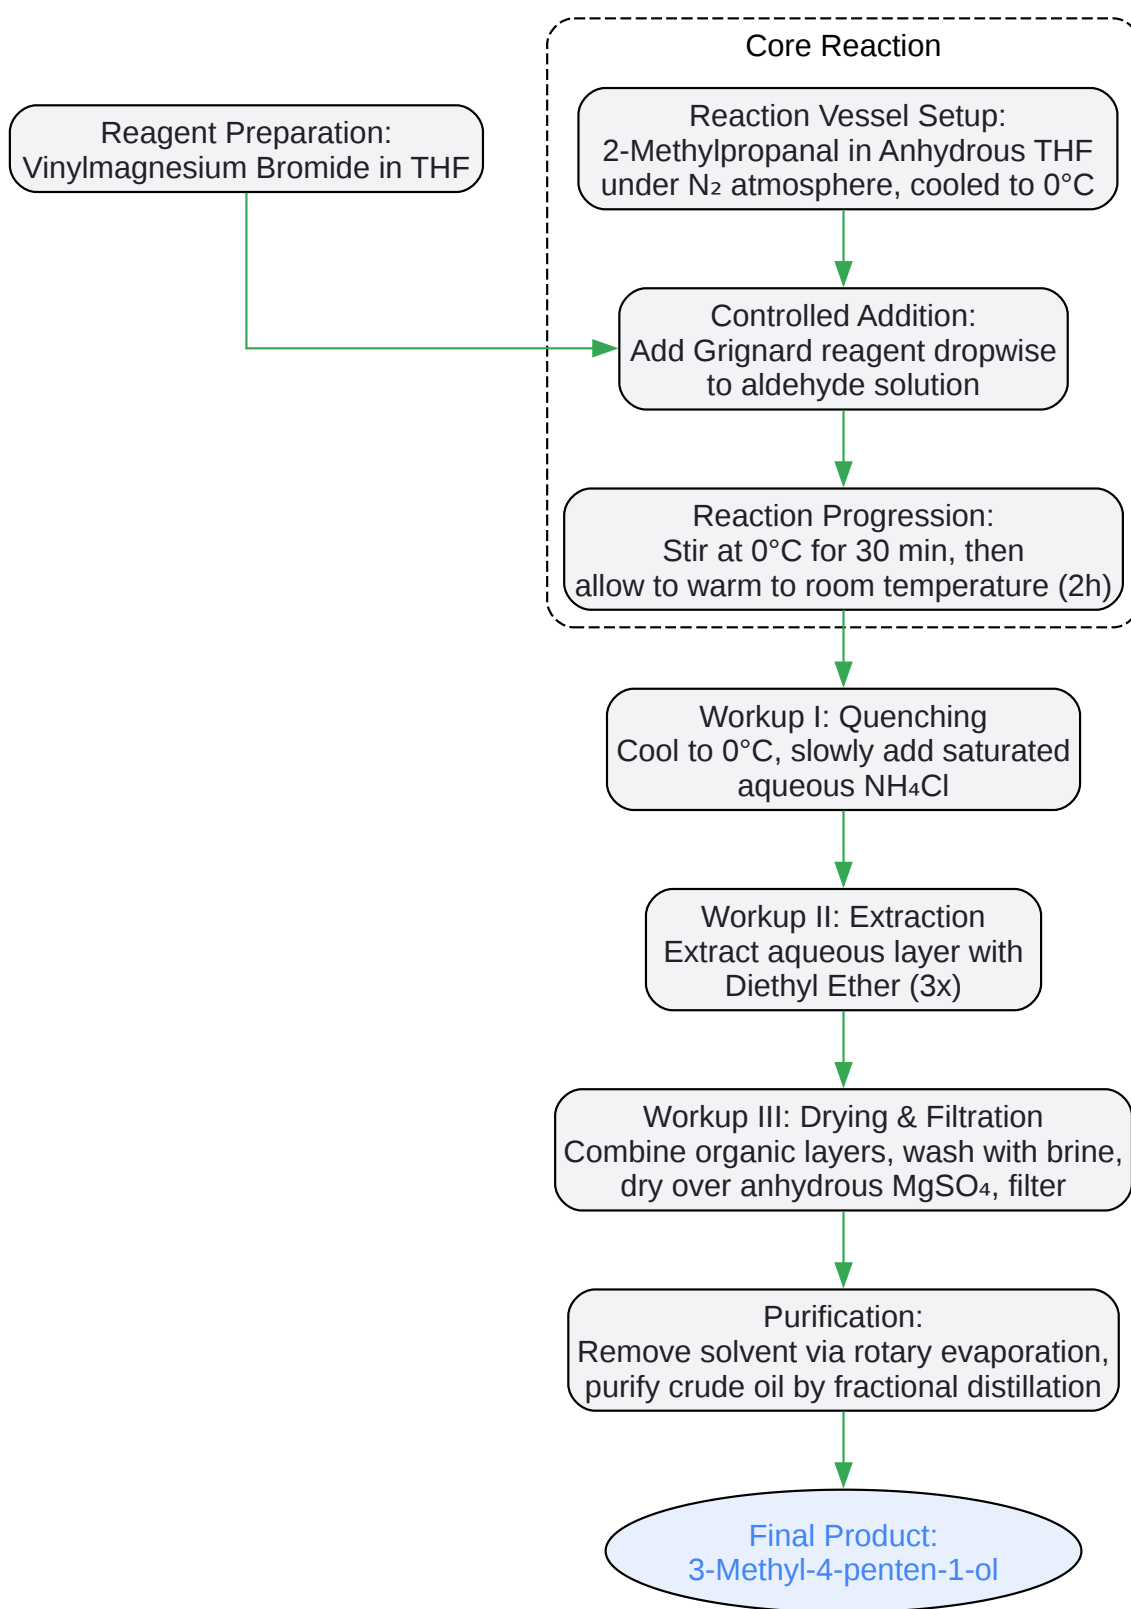 Core Reaction
Reagent Preparation:
Vinylmagnesium Bromide in THF
Reaction Vessel Setup:
2-Methylpropanal in Anhydrous THF
under N₂ atmosphere, cooled to 0°C
Controlled Addition:
Add Grignard reagent dropwise
to aldehyde solution
Reaction Progression:
Stir at 0°C for 30 min, then
allow to warm to room temperature (2h)
Workup I: Quenching
Cool to 0°C, slowly add saturated
aqueous NH₄Cl
Workup II: Extraction
Extract aqueous layer with
Diethyl Ether (3x)
Workup III: Drying & Filtration
Combine organic layers, wash with brine,
dry over anhydrous MgSO₄, filter
Purification:
Remove solvent via rotary evaporation,
purify crude oil by fractional distillation
Final Product:
3-Methyl-4-penten-1-ol